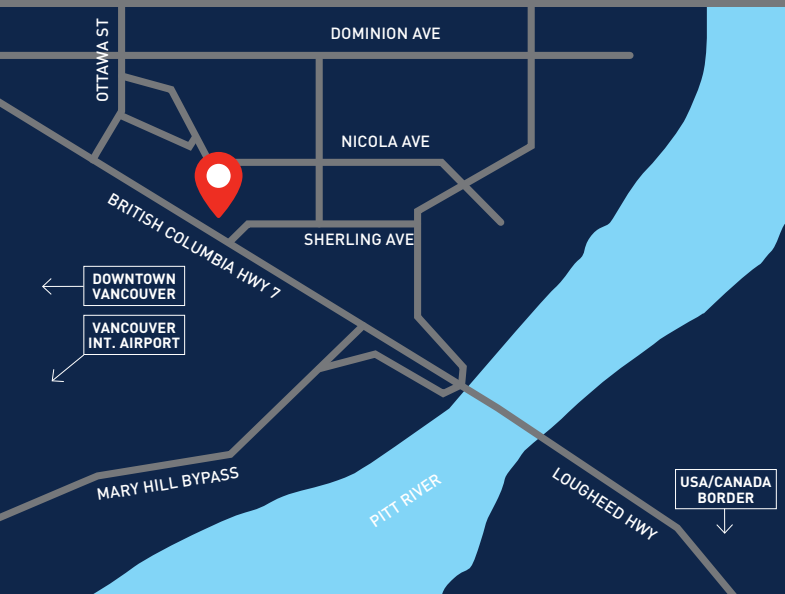 DOMINION AVE
OTTAWA ST
NICOLA AVE
BRITISH COLUMBIA HWY 7
SHERLING AVE
DOWNTOWN
VANCOUVER
VANCOUVER
INT. AIRPORT
MARY HILL BYPASS
PITT RIVER
LOUGHEED HWY
USA/CANADA
BORDER